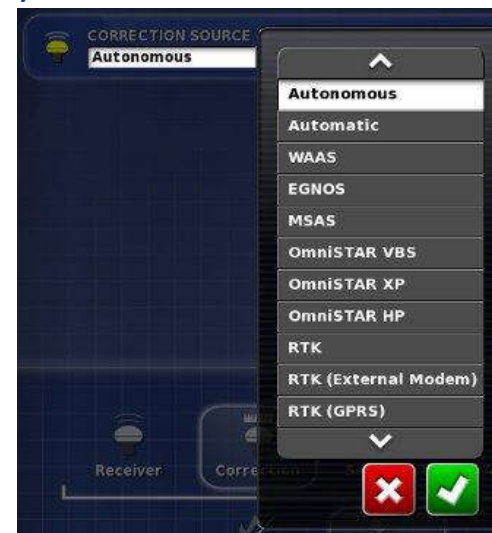 CORRECTION SOURCE
Autonomous
Autonomous
Automatic
WAAS
EGNOS
MSAS
OmniSTAR VBS
OmniSTAR XP
OmniSTAR HP
RTK
RTK (External Modem)
RTK (GPRS)
Receiver